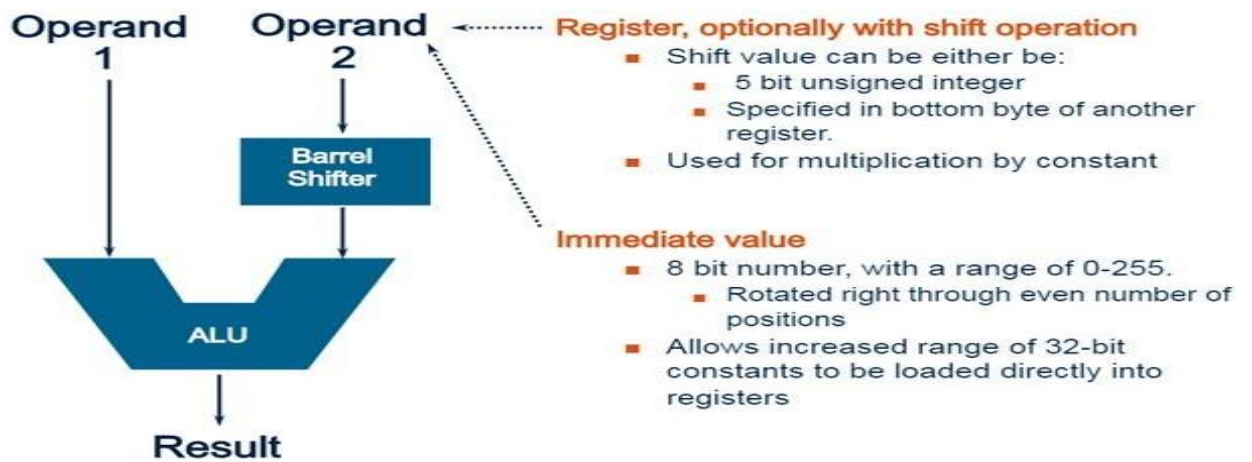 Operand
1
Operand
2
Barrel
Shifter
ALU
Result
Register, optionally with shift operation
■ Shift value can be either be:
■ 5 bit unsigned integer
■ Specified in bottom byte of another
register.
■ Used for multiplication by constant
Immediate value
■ 8 bit number, with a range of 0-255.
■ Rotated right through even number of
positions
■ Allows increased range of 32-bit
constants to be loaded directly into
registers